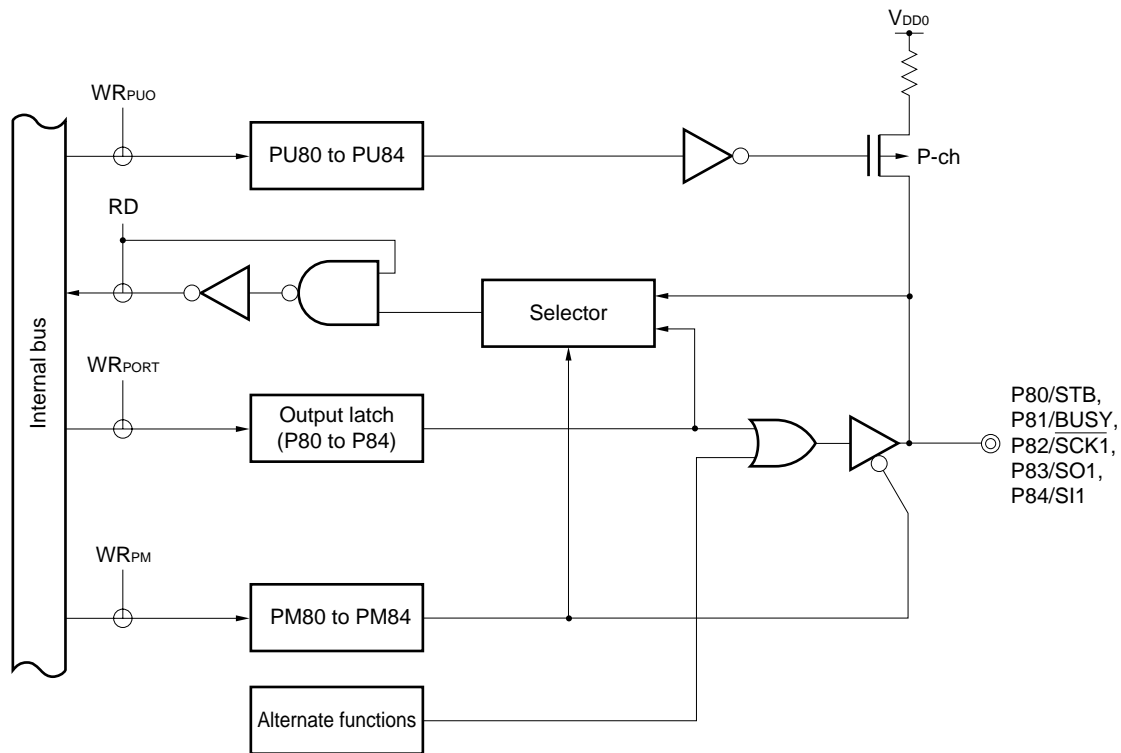 VDD0
WRPUO
PU80 to PU84
P-ch
RD
Selector
Internal bus
WRPORT
Output latch
(P80 to P84)
P80/STB,
P81/BUSY,
P82/SCK1,
P83/SO1,
P84/SI1
WRPM
PM80 to PM84
Alternate functions